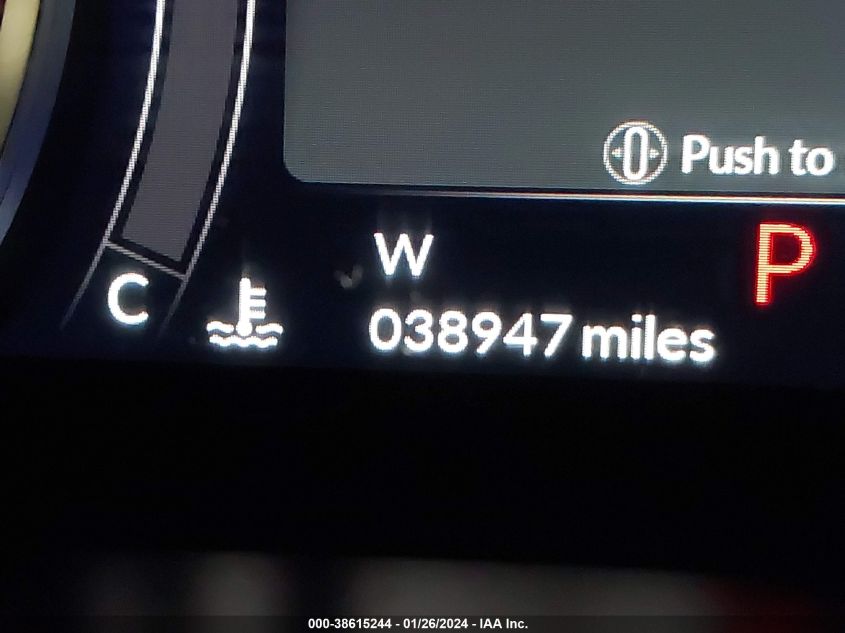 Push to
W
P
C
038947 miles
000-38615244 - 01/26/2024 - IAA Inc.